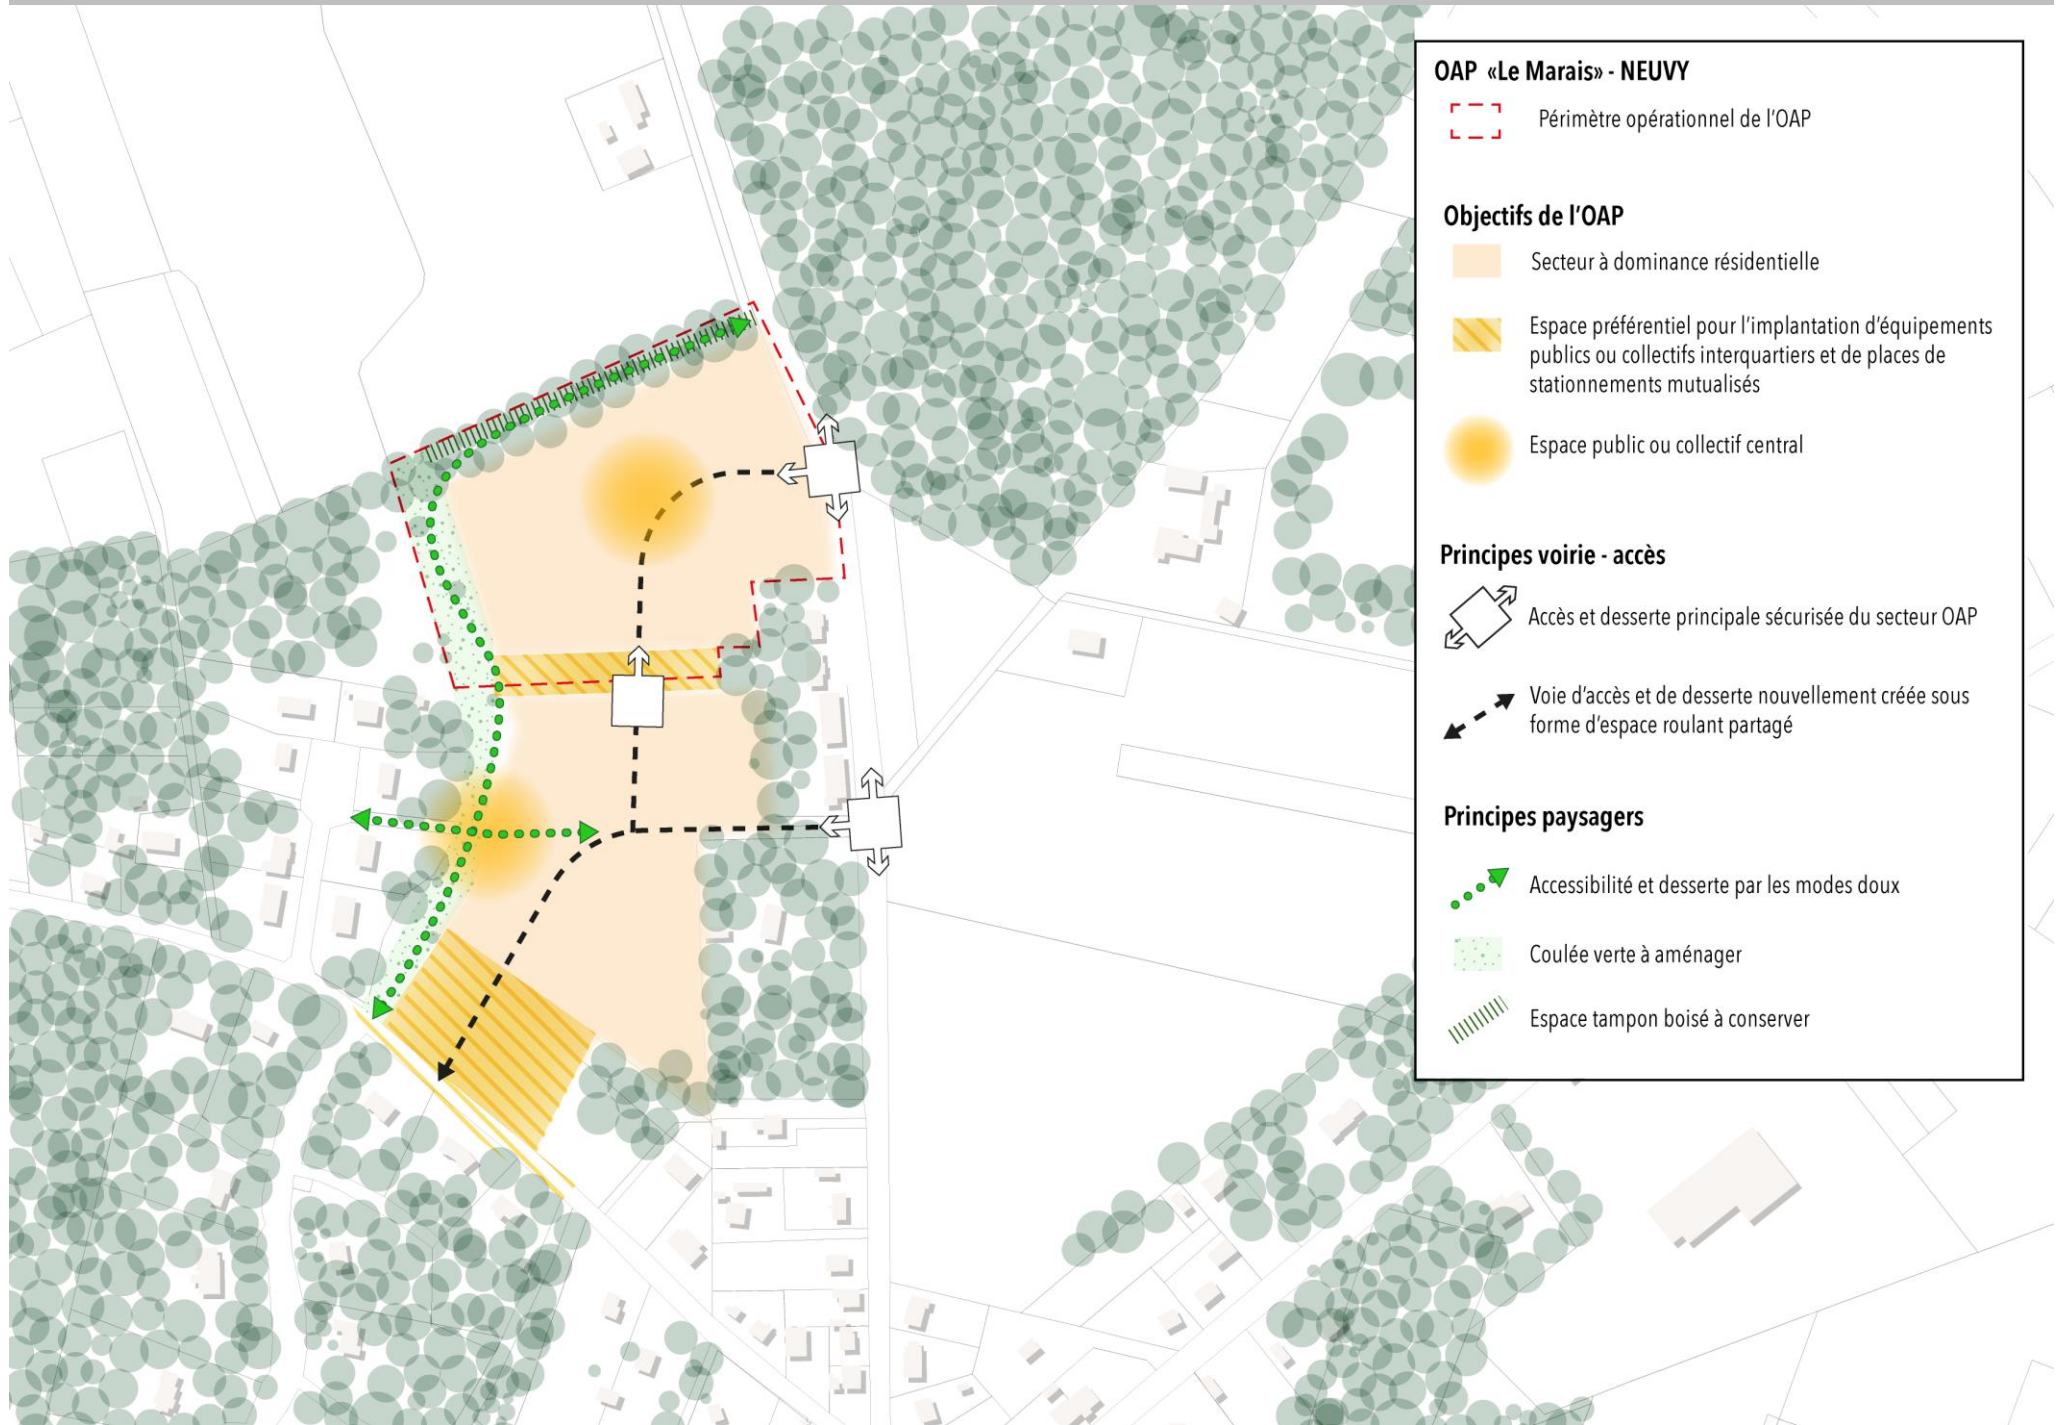 OAP «Le Marais» - NEUVY
Périmètre opérationnel de l'OAP
Objectifs de l'OAP
Secteur à dominance résidentielle
Espace préférentiel pour l'implantation d'équipements
publics ou collectifs interquartiers et de places de
stationnements mutualisés
Espace public ou collectif central
Principes voirie - accès
Accès et desserte principale sécurisée du secteur OAP
Voie d'accès et de desserte nouvellement créée sous
forme d'espace roulant partagé
Principes paysagers
Accessibilité et desserte par les modes doux
Coulée verte à aménager
Espace tampon boisé à conserver